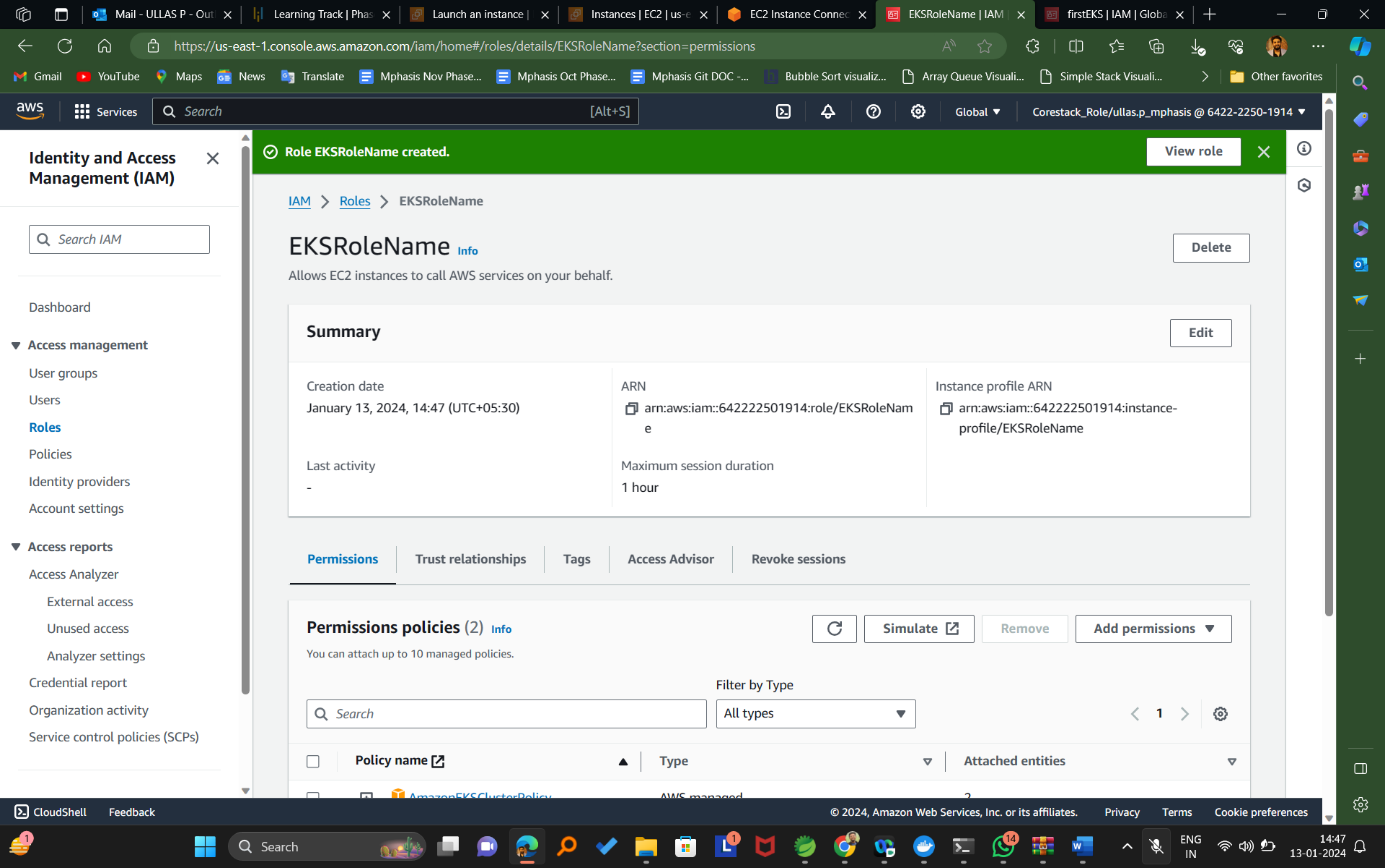 Mail - ULLAS P - Out
Learning Track | Phas
Launch an instance |
Instances | EC2 | us-e
EC2 Instance Connec
EKSRoleName | IAM
firstEKS | IAM | Globa
https://us-east-1.console.aws.amazon.com/iam/home#/roles/details/EKSRoleName?section=permissions
Gmail
YouTube
Maps
News
Translate
Mphasis Nov Phase...
Mphasis Oct Phase...
Mphasis Git DOC -...
Bubble Sort visualiz...
Array Queue Visuali...
Simple Stack Visuali...
Other favorites
aws
Services
Search
[Alt+S]
Global
Corestack_Role/ullas.p_mphasis @ 6422-2250-1914
Identity and Access
Management (IAM)
Search IAM
Dashboard
Access management
User groups
Users
Roles
Policies
Identity providers
Account settings
Access reports
Access Analyzer
External access
Unused access
Analyzer settings
Credential report
Organization activity
Service control policies (SCPs)
Role EKSRoleName created.
View role
IAM
Roles
EKSRoleName
EKSRoleName Info
Delete
Allows EC2 instances to call AWS services on your behalf.
Summary
Edit
Creation date
January 13, 2024, 14:47 (UTC+05:30)
ARN
arn:aws:iam::642222501914:role/EKSRoleNam
e
Instance profile ARN
arn:aws:iam::642222501914:instance-
profile/EKSRoleName
Last activity
-
Maximum session duration
1 hour
Permissions
Trust relationships
Tags
Access Advisor
Revoke sessions
Permissions policies (2) Info
You can attach up to 10 managed policies.
Simulate
Remove
Add permissions
Filter by Type
Search
All types
1
Policy name
Type
Attached entities
AmazonEKSClusterPolicy
AWS managed
2
CloudShell
Feedback
© 2024, Amazon Web Services, Inc. or its affiliates.
Privacy
Terms
Cookie preferences
1
Search
1
14
ENG
IN
14:47
13-01-2024